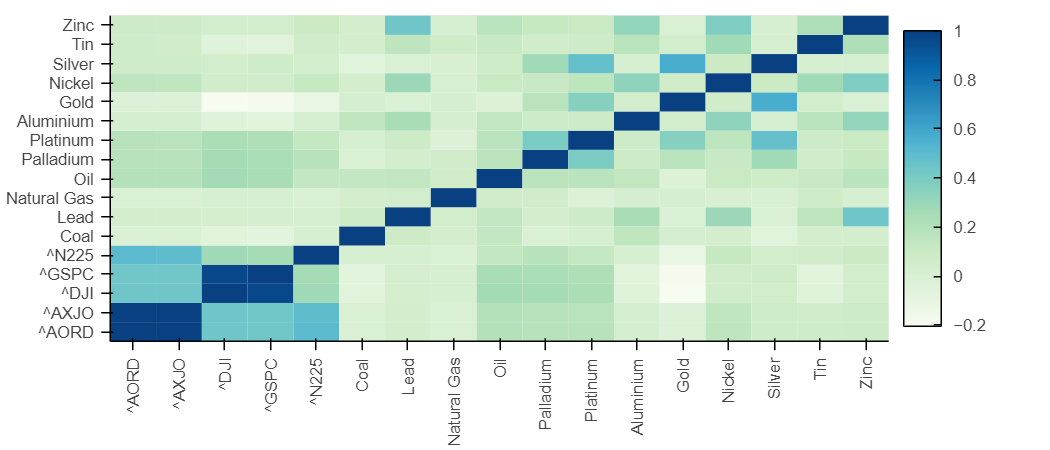 Zinc
Tin
Silver
Nickel
Gold
Aluminium
Platinum
Palladium
Oil
Natural Gas
Lead
Coal
^N225
^GSPC
^DJI
^AXJO
^AORD
^AORD
^AXJO
^DJI
^GSPC
^N225
Coal
Lead
Natural Gas
Oil
Palladium
Platinum
Aluminium
Gold
Nickel
Silver
Tin
Zinc
1
0.8
0.6
0.4
0.2
0
−0.2